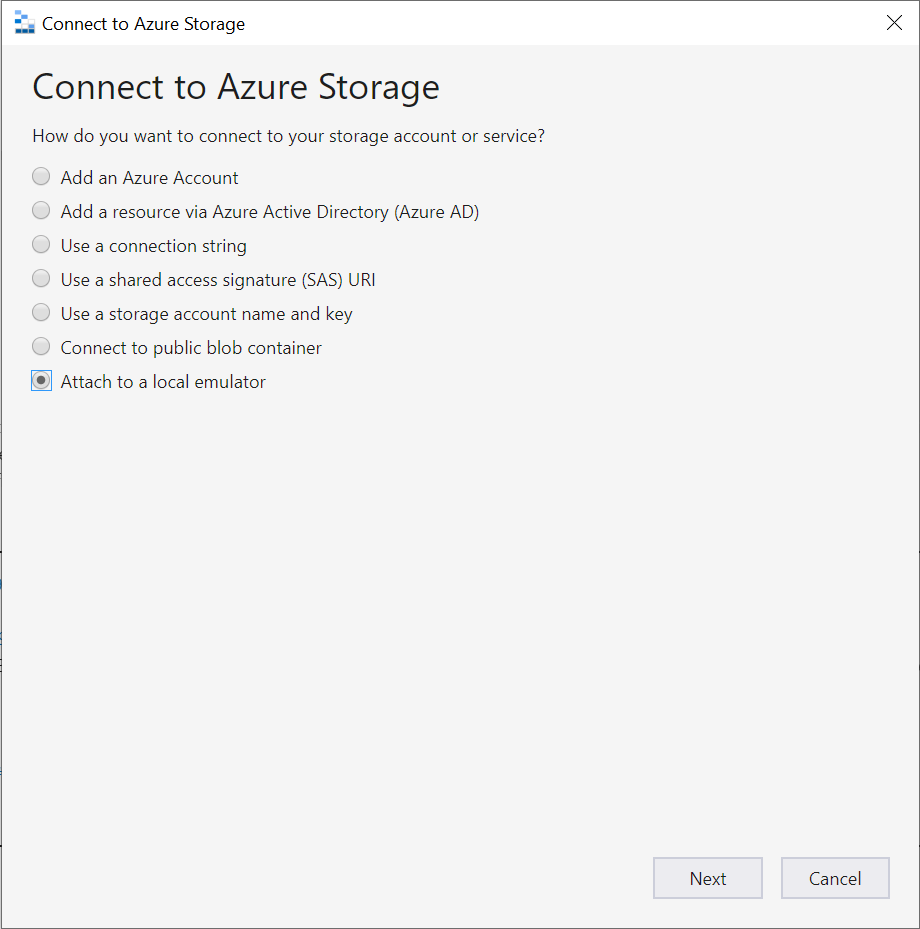 Connect to Azure Storage
Connect to Azure Storage
How do you want to connect to your storage account or service?
Add an Azure Account
Add a resource via Azure Active Directory (Azure AD)
Use a connection string
Use a shared access signature (SAS) URI
Use a storage account name and key
Connect to public blob container
Attach to a local emulator
Next
Cancel